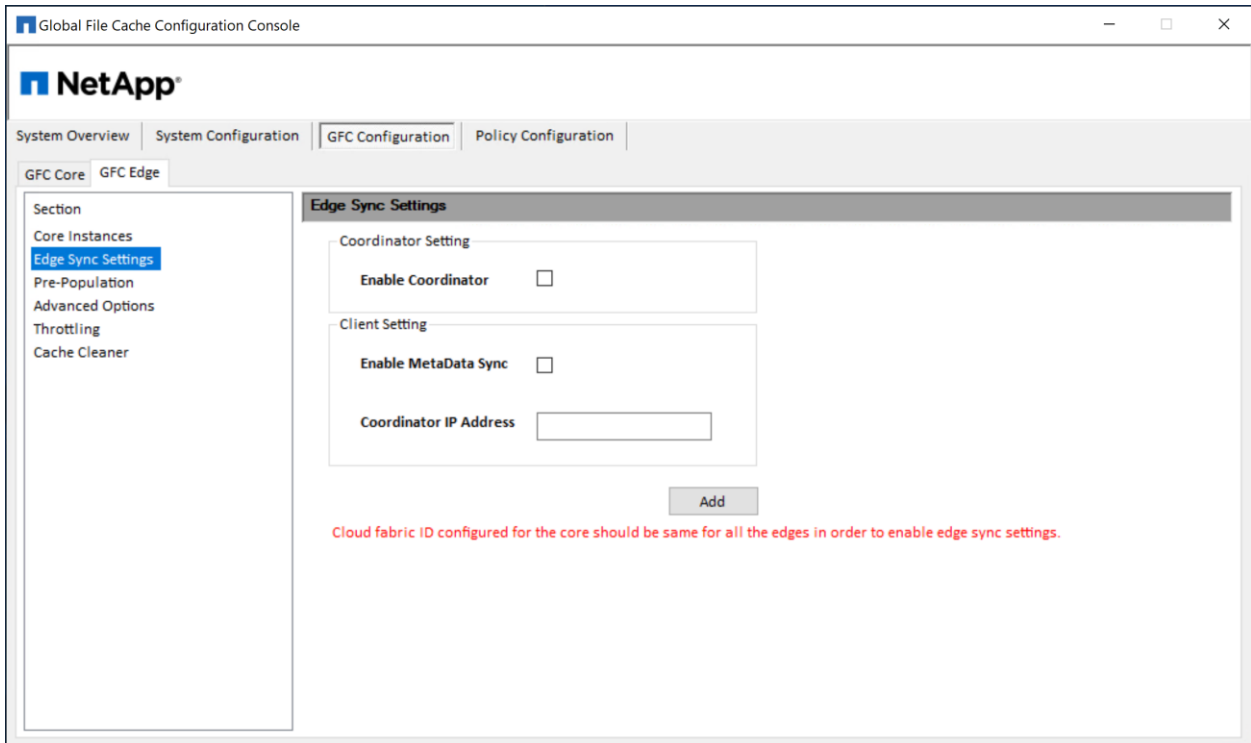 Global File Cache Configuration Console
NetApp®
System Overview System Configuration GFC Configuration Policy Configuration
GFC Core GFC Edge
Section
Core Instances
Edge Sync Settings
Pre-Population
Advanced Options
Throttling
Cache Cleaner
Edge Sync Settings
Coordinator Setting
Enable Coordinator
Client Setting
Enable MetaData Sync
Coordinator IP Address
Add
Cloud fabric ID configured for the core should be same for all the edges in order to enable edge sync settings.